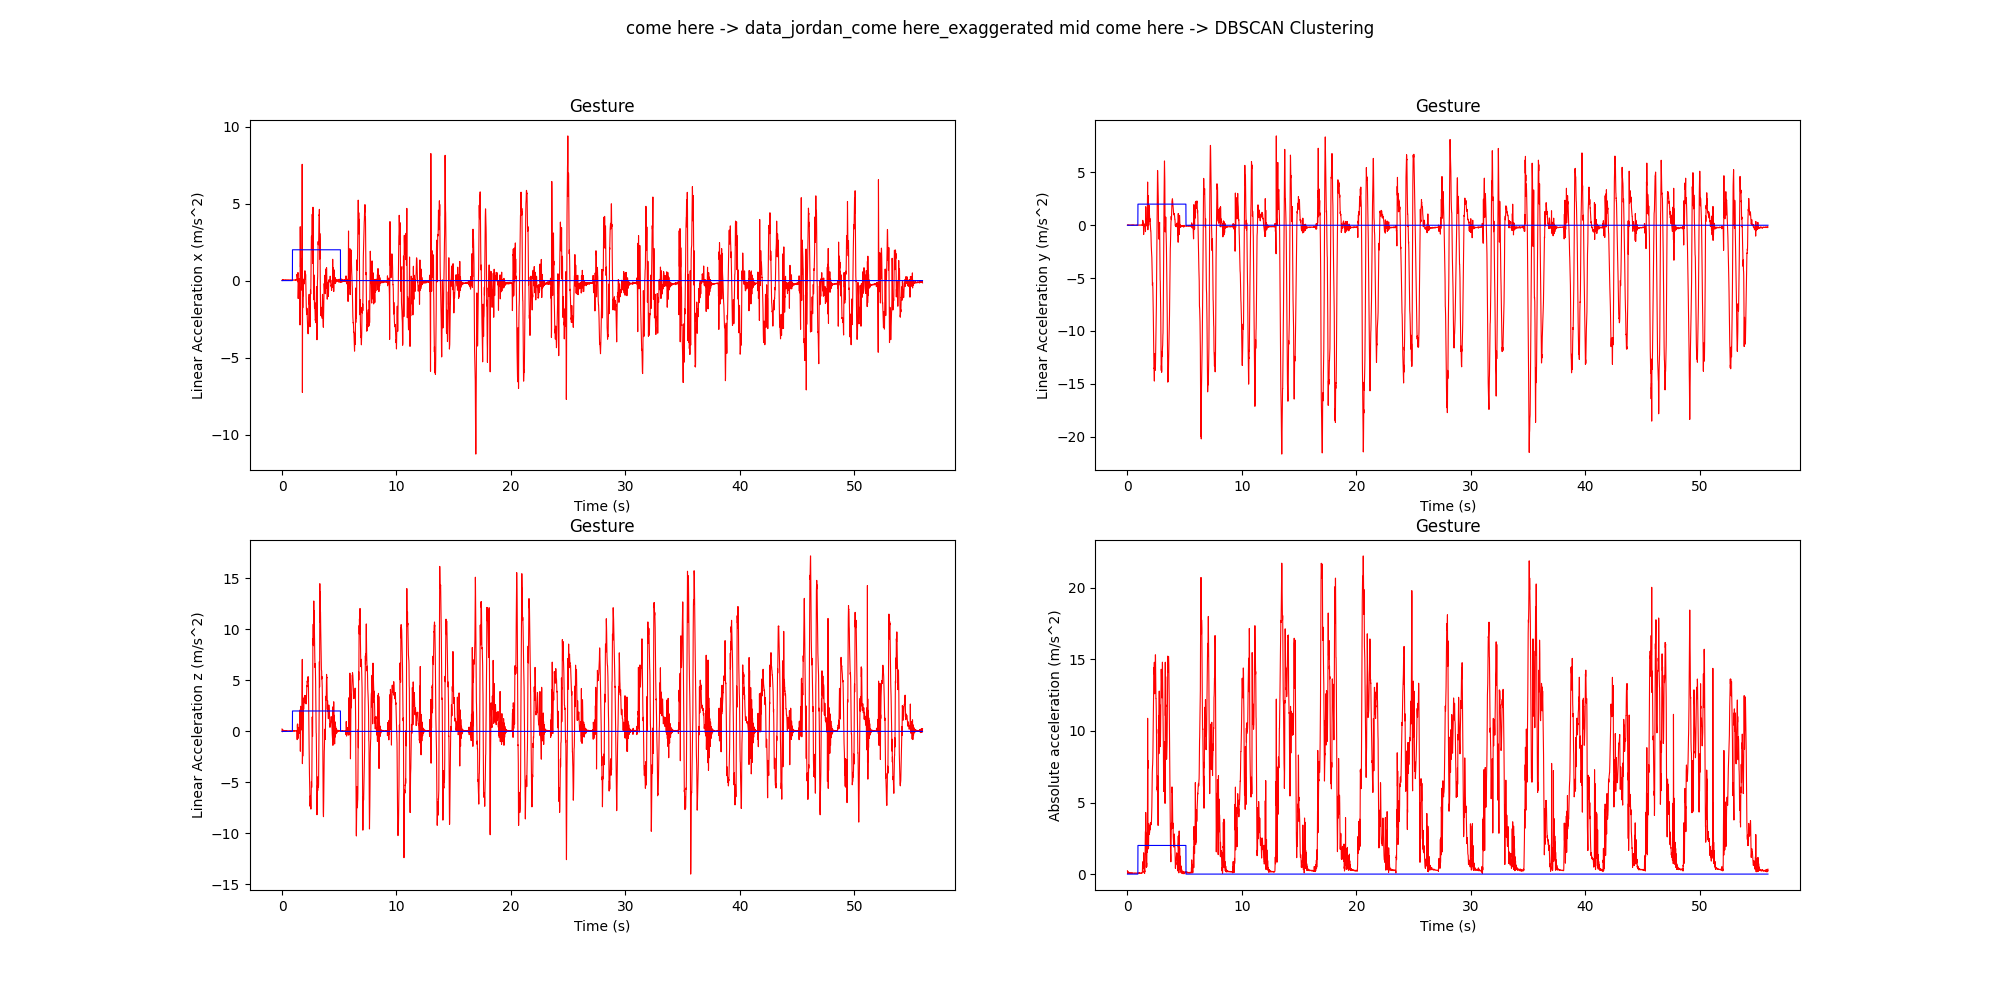 come here -> data_jordan_come here_exaggerated mid come here -> DBSCAN Clustering
Gesture
10
5
0
−5
−10
Linear Acceleration x (m/s^2)
0 10 20 30 40 50
Time (s)
Gesture
5
0
−5
−10
−15
−20
Linear Acceleration y (m/s^2)
0 10 20 30 40 50
Time (s)
Gesture
15
10
5
0
−5
−10
−15
Linear Acceleration z (m/s^2)
0 10 20 30 40 50
Time (s)
Gesture
20
15
10
5
0
Absolute acceleration (m/s^2)
0 10 20 30 40 50
Time (s)